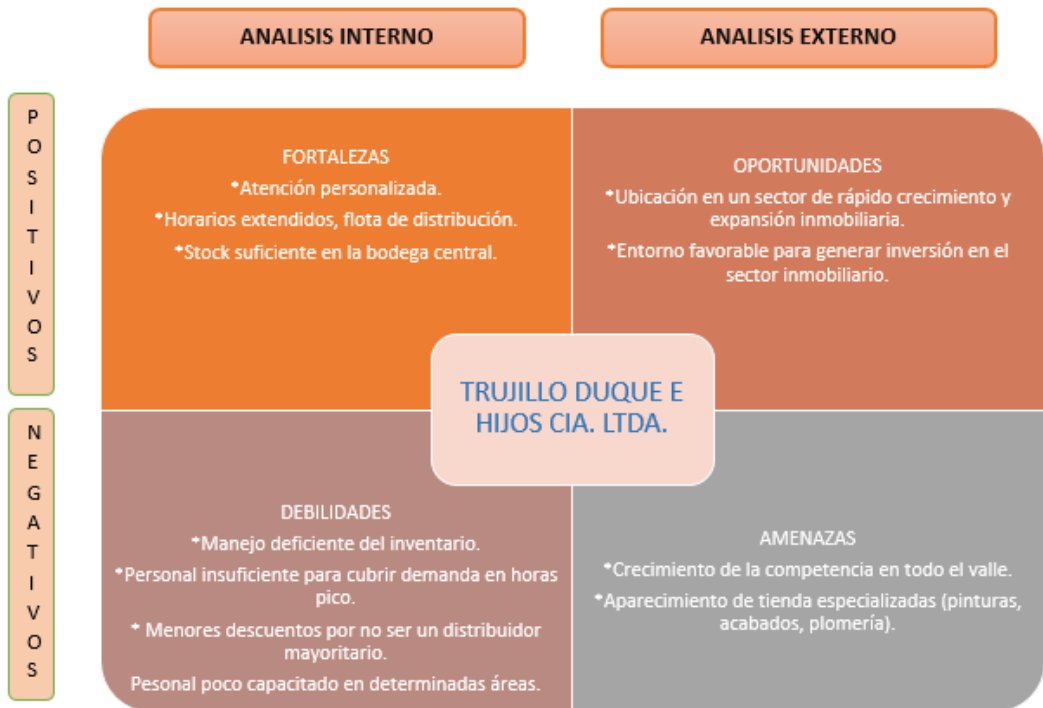 ANALISIS INTERNO
ANALISIS EXTERNO
POSITIVOS
FORTALEZAS
*Atención personalizada.
*Horarios extendidos, flota de distribución.
*Stock suficiente en la bodega central.
OPORTUNIDADES
*Ubicación en un sector de rápido crecimiento y
expansión inmobiliaria.
*Entorno favorable para generar inversión en el
sector inmobiliario.
TRUJILLO DUQUE E
HIJOS CIA. LTDA.
NEGATIVOS
DEBILIDADES
*Manejo deficiente del inventario.
*Personal insuficiente para cubrir demanda en horas
pico.
* Menores descuentos por no ser un distribuidor
mayoritario.
Pesonal poco capacitado en determinadas áreas.
AMENAZAS
*Crecimiento de la competencia en todo el valle.
*Aparecimiento de tienda especializadas (pinturas,
acabados, plomería).